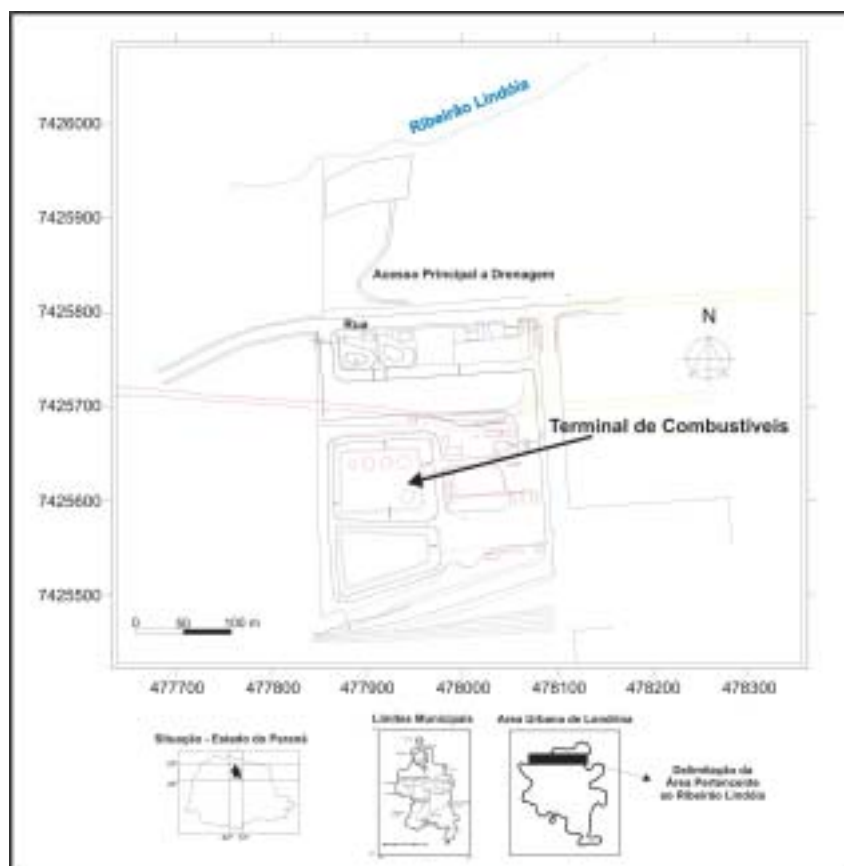 Ribeirão Lindóia
7426000
7425900
Acesso Principal a Drenagem
7425800
Rua
N
7425700
Terminal de Combustíveis
7425600
7425500
0 50 100 m
477700 477800 477900 478000 478100 478200 478300
Situação - Estado do Paraná
Limites Municipais
Área Urbana de Londrina
Delimitação da
Área Pertencente
ao Ribeirão Lindóia